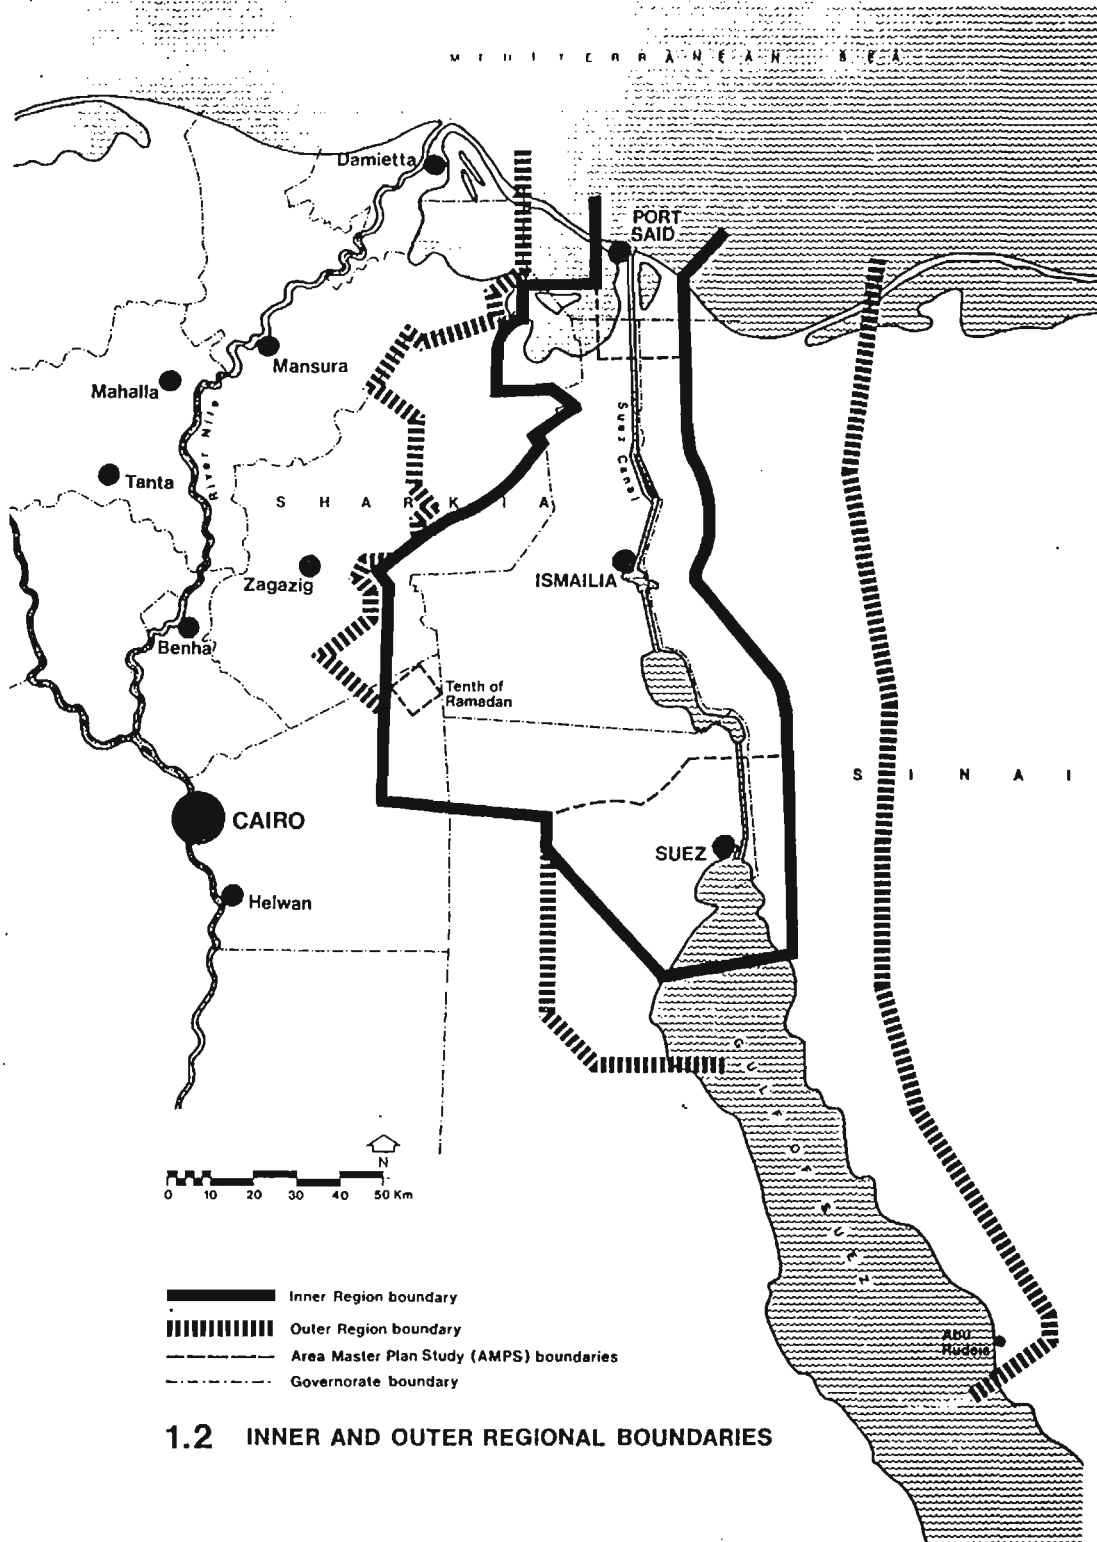 MEDITERRANEAN SEA
Damietta
PORT
SAID
Mansura
Mahalla
River Nile
Suez Canal
Tanta
SHARKIA
Zagazig
ISMAILIA
Benha
Tenth of
Ramadan
SINAI
CAIRO
SUEZ
Helwan
GULF OF SUEZ
N
0 10 20 30 40 50 Km
Inner Region boundary
Outer Region boundary
Abu
Rudeis
Area Master Plan Study (AMPS) boundaries
Governorate boundary
1.2 INNER AND OUTER REGIONAL BOUNDARIES